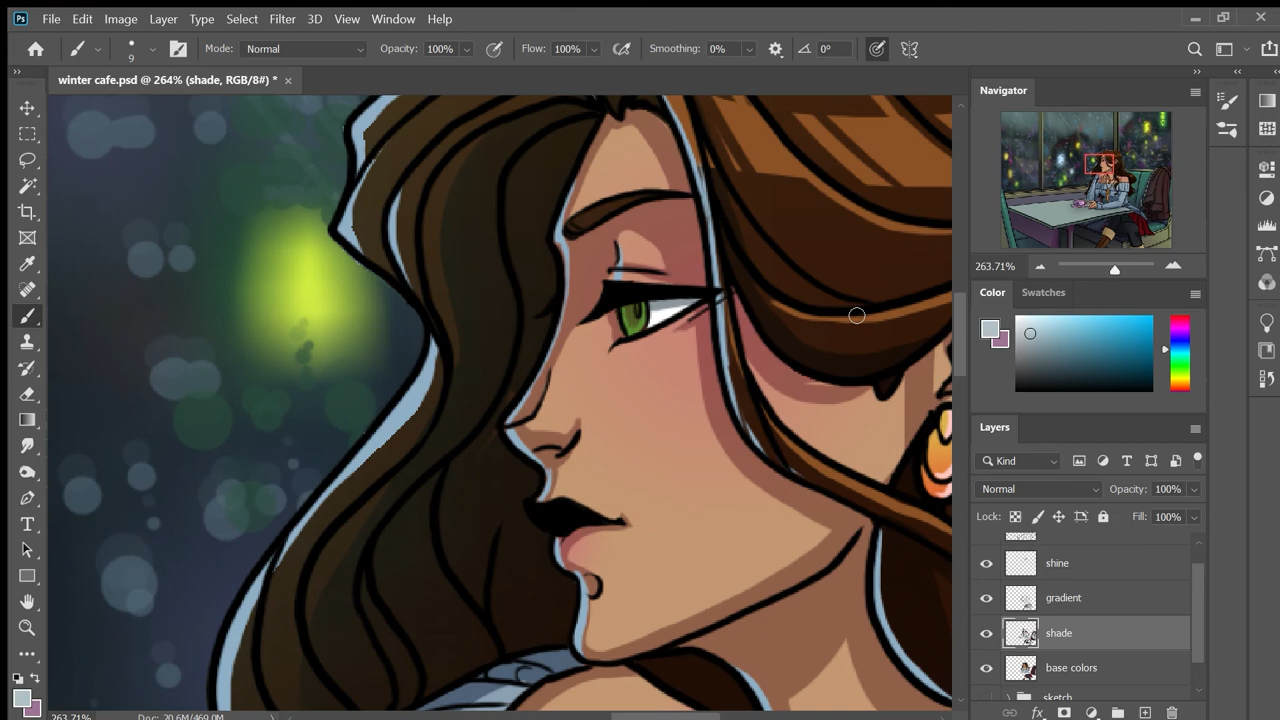 Ps File Edit Image Layer Type Select Filter 3D View Window Help
9 Mode: Normal Opacity: 100% Flow: 100% Smoothing: 0% 0°
winter cafe.psd @ 264% (shade, RGB/8#) * ×
Navigator
263.71%
Color Swatches
Layers
Kind
Normal Opacity: 100%
Lock: Fill: 100%
shine
gradient
shade
base colors
sketch
263.71% Doc: 20.6M/469.0M